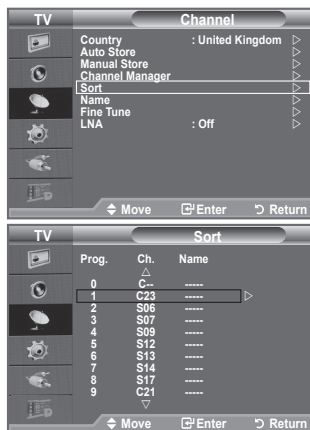 TV Channel
Country : United Kingdom ▷
Auto Store ▷
Manual Store ▷
Channel Manager ▷
Sort ▷
Name ▷
Fine Tune ▷
LNA : Off ▷
Move Enter Return
TV Sort
Prog. Ch. Name
△
0 C-- -----
1 C23 ----- ▷
2 S06 -----
3 S07 -----
4 S09 -----
5 S12 -----
6 S13 -----
7 S14 -----
8 S17 -----
9 C21 -----
▽
Move Enter Return